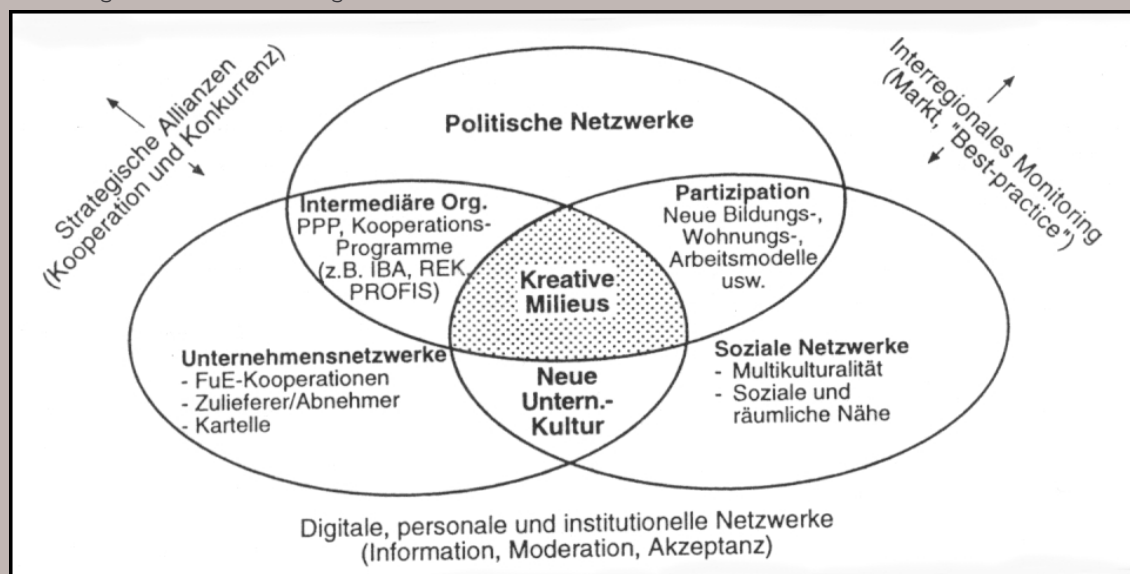 Strategische Allianzen
(Kooperation und Konkurrenz)
Interregionales Monitoring
(Markt, "Best-practice")
Politische Netzwerke
Intermediäre Org.
PPP, Kooperations-
Programme
(z.B. IBA, REK,
PROFIS)
Partizipation
Neue Bildungs-,
Wohnungs-,
Arbeitsmodelle
usw.
Kreative
Milieus
Unternehmensnetzwerke
- FuE-Kooperationen
- Zulieferer/Abnehmer
- Kartelle
Neue
Untern.-
Kultur
Soziale Netzwerke
- Multikulturalität
- Soziale und
räumliche Nähe
Digitale, personale und institutionelle Netzwerke
(Information, Moderation, Akzeptanz)